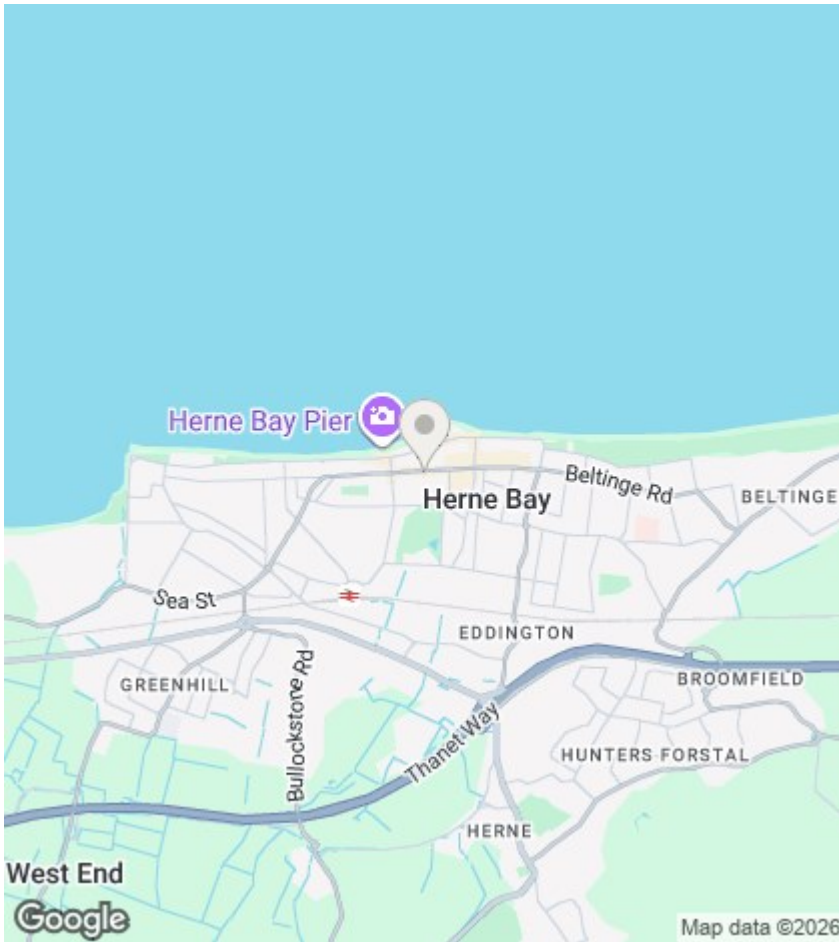 Herne Bay Pier
Herne Bay
Beltinge Rd
BELTINGE
Sea St
EDDINGTON
GREENHILL
Bullockstone Rd
BROOMFIELD
Thanet Way
HUNTERS FORSTAL
HERNE
West End
Google
Map data ©2026